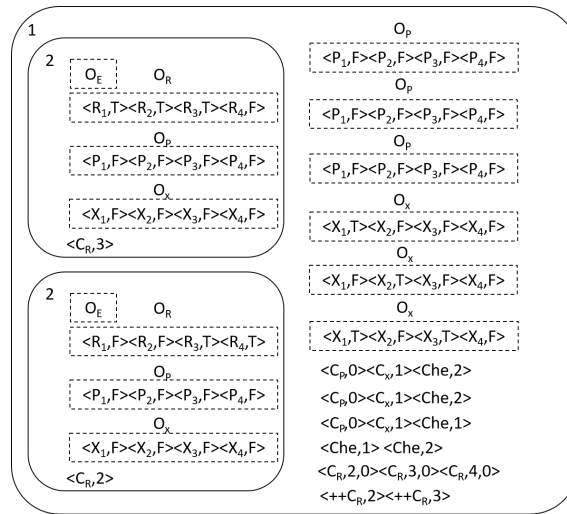 1
2
O_E O_R
<R_1,T><R_2,T><R_3,T><R_4,F>
O_P
<P_1,F><P_2,F><P_3,F><P_4,F>
O_x
<X_1,F><X_2,F><X_3,F><X_4,F>
<C_R,3>
2
O_E O_R
<R_1,F><R_2,F><R_3,T><R_4,T>
O_P
<P_1,F><P_2,F><P_3,F><P_4,F>
O_x
<X_1,F><X_2,F><X_3,F><X_4,F>
<C_R,2>
O_P
<P_1,F><P_2,F><P_3,F><P_4,F>
O_P
<P_1,F><P_2,F><P_3,F><P_4,F>
O_P
<P_1,F><P_2,F><P_3,F><P_4,F>
O_x
<X_1,T><X_2,F><X_3,F><X_4,F>
O_x
<X_1,F><X_2,T><X_3,F><X_4,F>
O_x
<X_1,T><X_2,F><X_3,T><X_4,F>
<C_P,0><C_x,1><Che,2>
<C_P,0><C_x,1><Che,2>
<C_P,0><C_x,1><Che,1>
<Che,1> <Che,2>
<C_R,2,0><C_R,3,0><C_R,4,0>
<++C_R,2><++C_R,3>